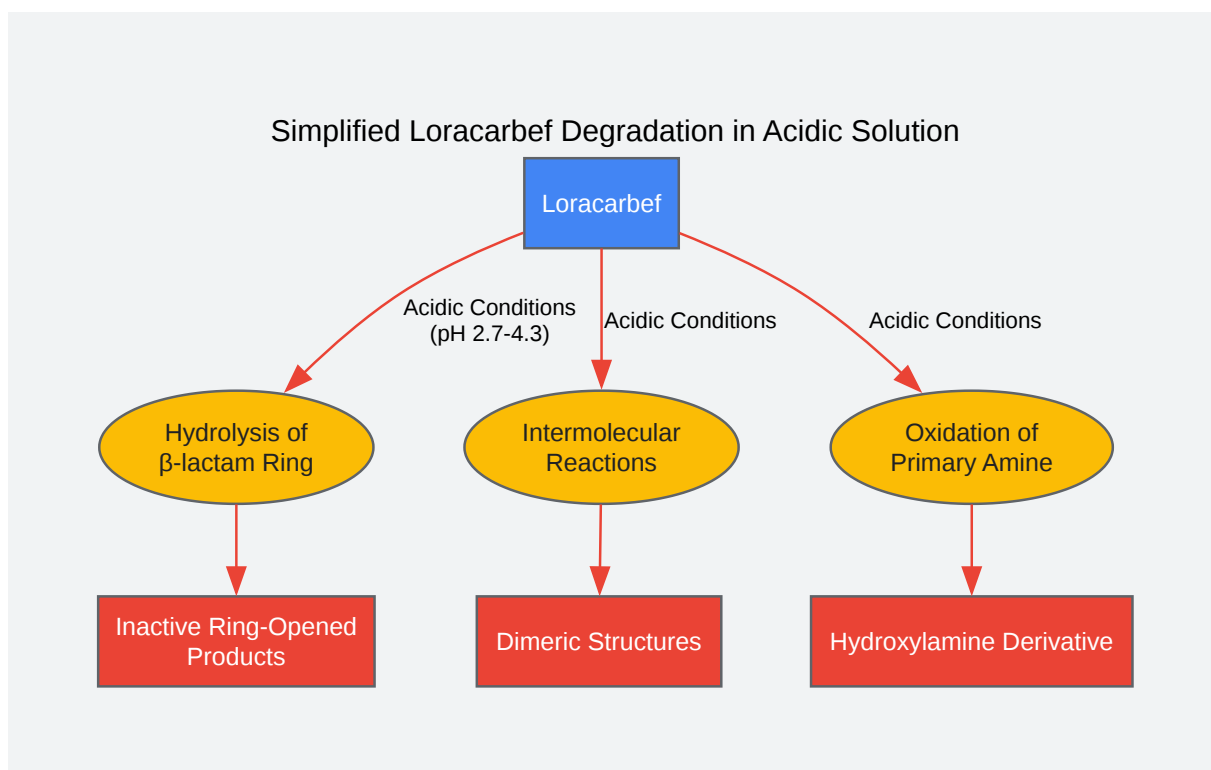 Simplified Loracarbef Degradation in Acidic Solution
Loracarbef
Acidic Conditions
(pH 2.7-4.3)
Acidic Conditions
Acidic Conditions
Hydrolysis of
β-lactam Ring
Intermolecular
Reactions
Oxidation of
Primary Amine
Inactive Ring-Opened
Products
Dimeric Structures
Hydroxylamine Derivative